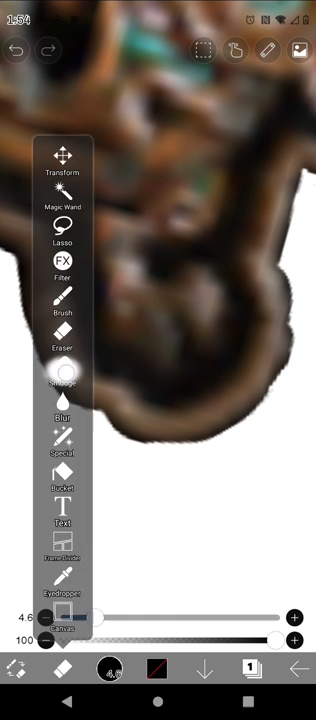 1:54
Transform
Magic Wand
Lasso
FX
Filter
Brush
Eraser
Smudge
Blur
Special
Bucket
T
Text
Frame Divider
Eyedropper
Canvas
4.6
100
4.6
1